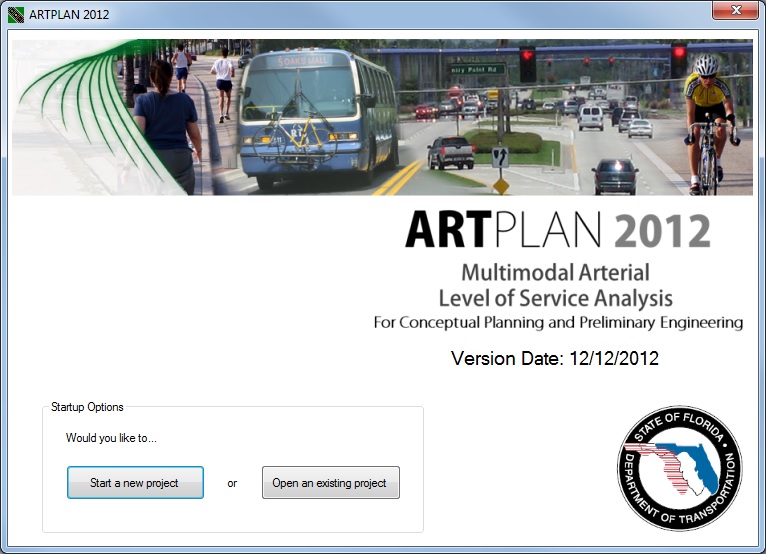 ARTPLAN 2012
OAKS MALL
ntry Point Rd
ARTPLAN 2012
Multimodal Arterial
Level of Service Analysis
For Conceptual Planning and Preliminary Engineering
Version Date: 12/12/2012
Startup Options
Would you like to...
Start a new project
or
Open an existing project
STATE OF FLORIDA
DEPARTMENT OF TRANSPORTATION